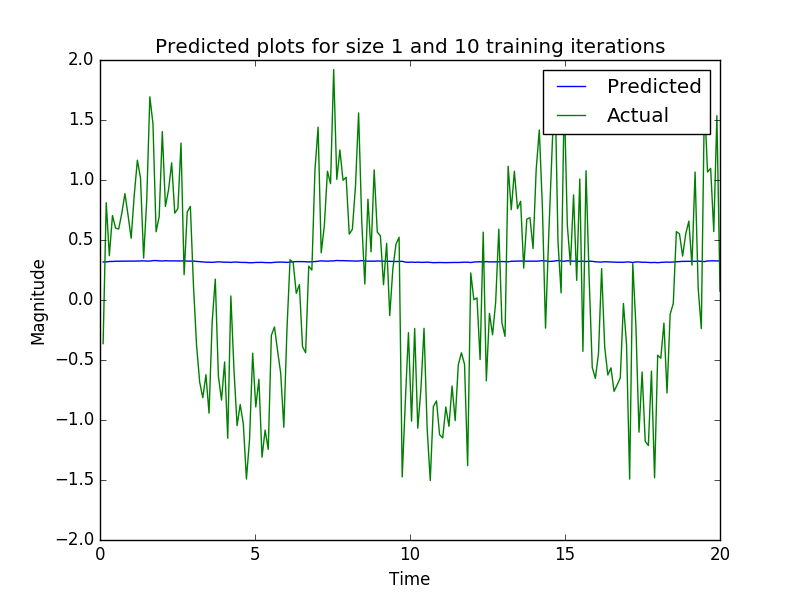 Predicted plots for size 1 and 10 training iterations
Predicted
Actual
2.0
1.5
1.0
0.5
0.0
−0.5
−1.0
−1.5
−2.0
Magnitude
0 5 10 15 20
Time